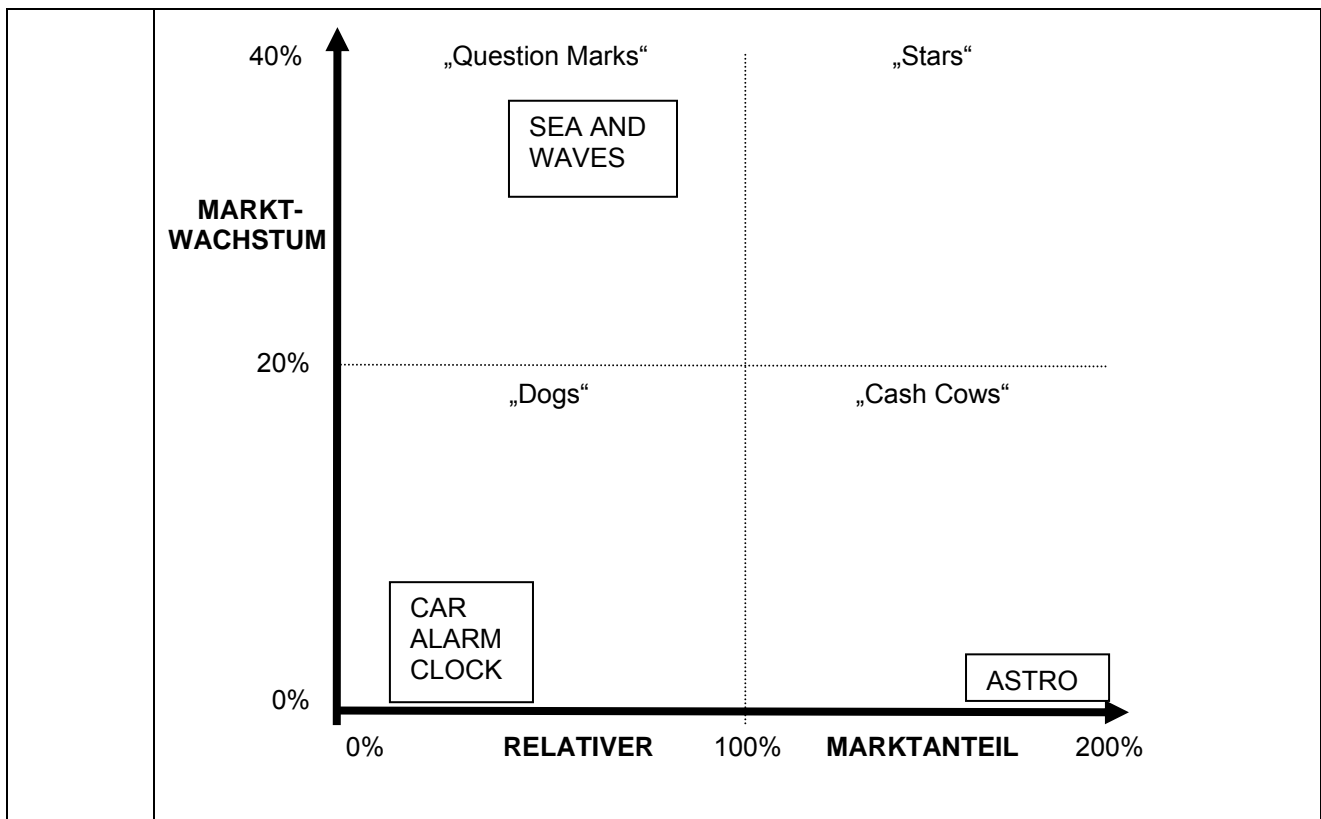 40%
„Question Marks“
„Stars“
SEA AND
WAVES
MARKT-
WACHSTUM
20%
„Dogs“
„Cash Cows“
CAR
ALARM
CLOCK
ASTRO
0%
0%
RELATIVER
100%
MARKTANTEIL
200%